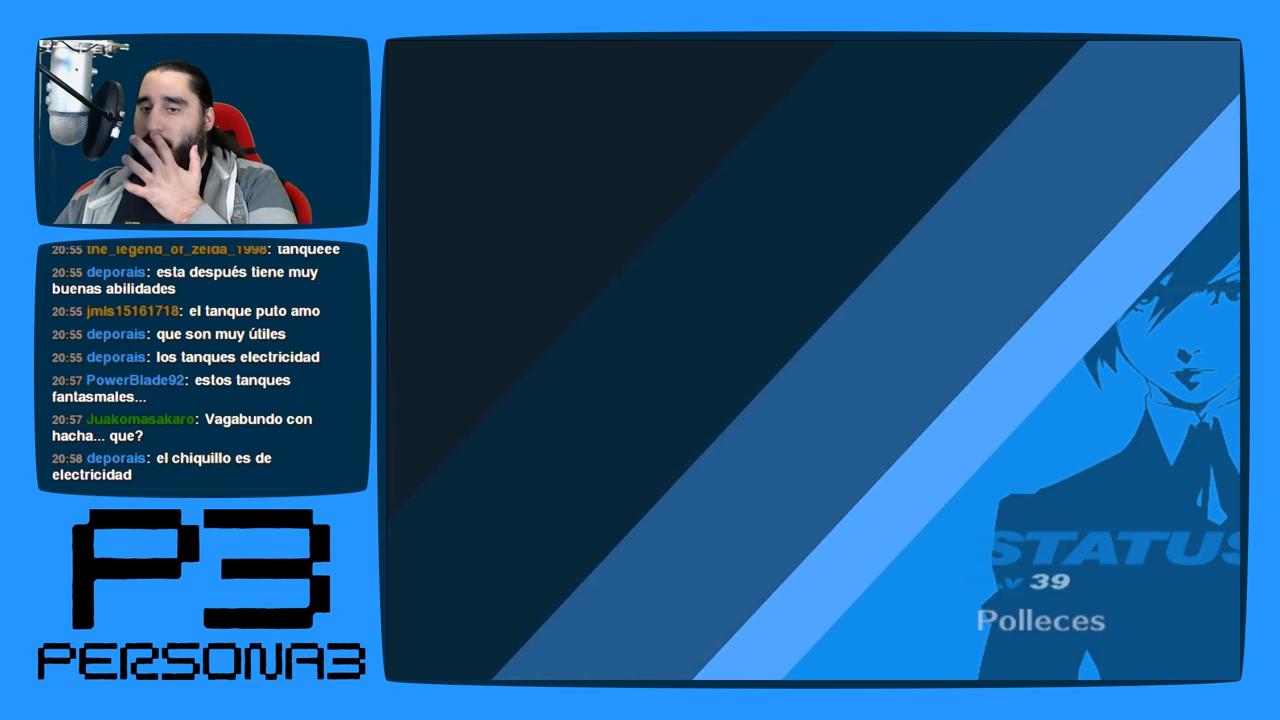 20:55 the_legend_of_zelda_1998: tanqueee
20:55 deporais: esta después tiene muy
buenas abilidades
20:55 jmls15161718: el tanque puto amo
20:55 deporais: que son muy útiles
20:55 deporais: los tanques electricidad
20:57 PowerBlade92: estos tanques
fantasmales...
20:57 Juakomasakaro: Vagabundo con
hacha... que?
20:58 deporais: el chiquillo es de
electricidad
P3
PERSONA3
STATUS
Lv 39
Polleces